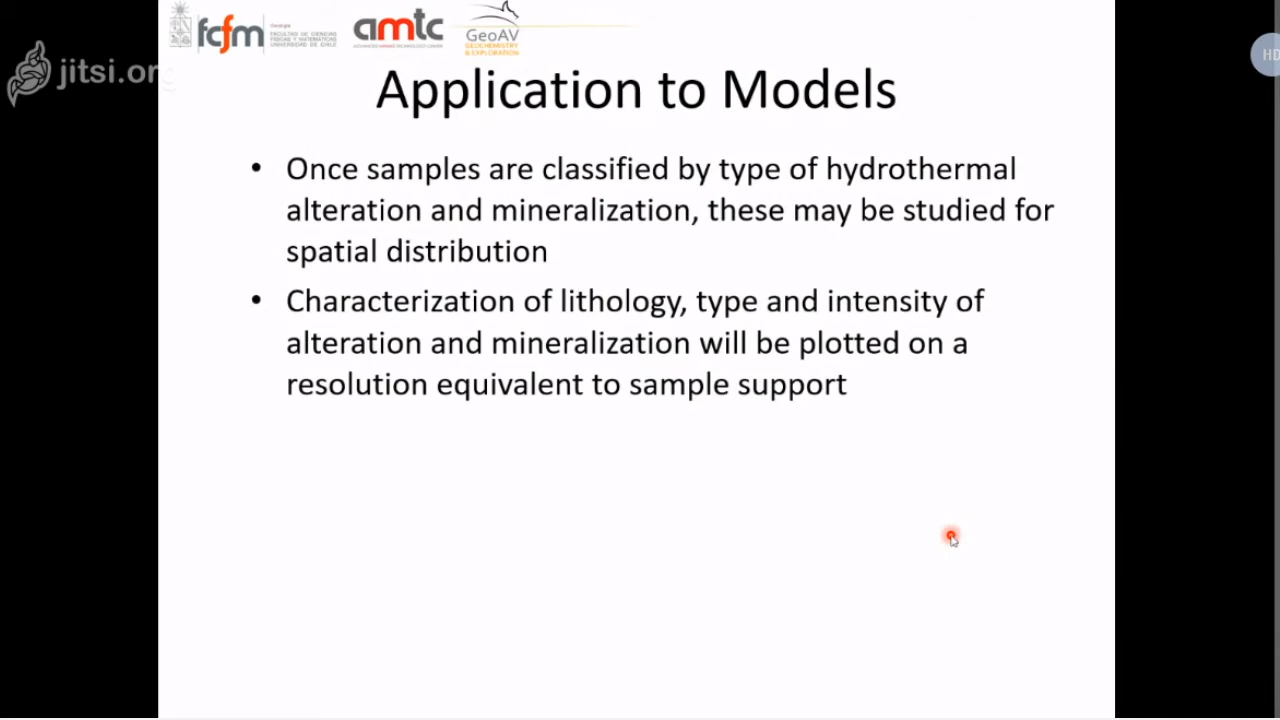 fcfm
Geología
FACULTAD DE CIENCIAS
FÍSICAS Y MATEMÁTICAS
UNIVERSIDAD DE CHILE
amtc
ADVANCED MINING TECHNOLOGY CENTER
GeoAV
GEOCHEMISTRY
& EXPLORATION
HD
jitsi.org
Application to Models
• Once samples are classified by type of hydrothermal
alteration and mineralization, these may be studied for
spatial distribution
• Characterization of lithology, type and intensity of
alteration and mineralization will be plotted on a
resolution equivalent to sample support